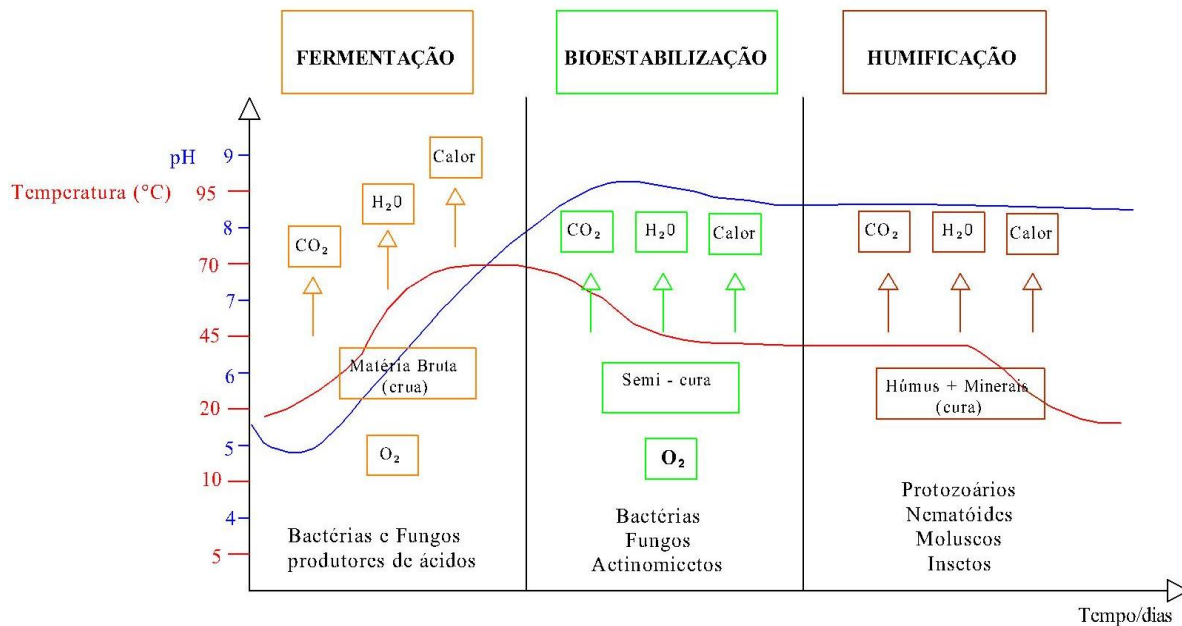 FERMENTAÇÃO
BIOESTABILIZAÇÃO
HUMIFICAÇÃO
pH
Temperatura (°C)
9
95
8
70
7
45
6
20
5
10
4
5
CO₂
H₂0
Calor
Matéria Bruta
(crua)
O₂
Bactérias e Fungos
produtores de ácidos
CO₂
H₂0
Calor
Semi - cura
O₂
Bactérias
Fungos
Actinomicetos
CO₂
H₂0
Calor
Húmus + Minerais
(cura)
Protozoários
Nematóides
Moluscos
Insetos
Tempo/dias